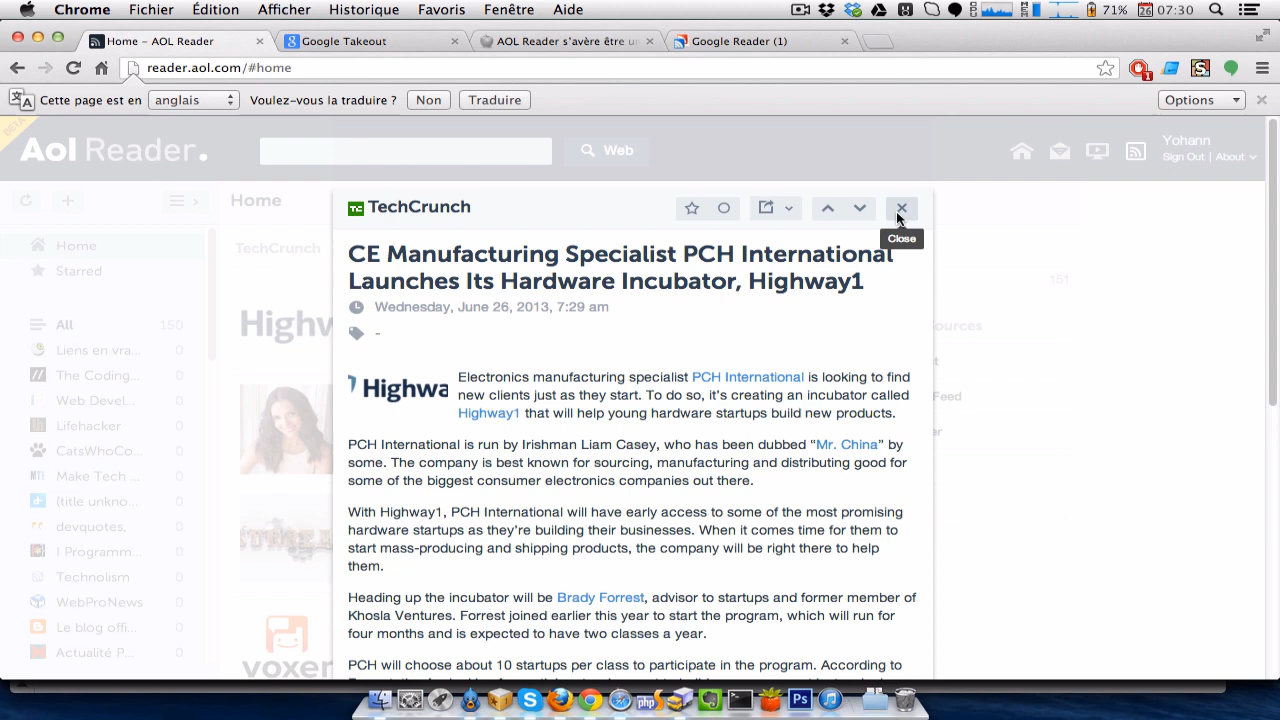 Chrome Fichier Édition Afficher Historique Favoris Fenêtre Aide 71% 26 07:30
Home – AOL Reader
Google Takeout
AOL Reader s'avère être un
Google Reader (1)
reader.aol.com/#home
1
Cette page est en anglais Voulez-vous la traduire ? Non Traduire Options
BETA
Aol Reader.
Web
Yohann
Sign Out | About
Home
TechCrunch
Home
Starred
All 150
Liens en vra... 0
The Coding... 0
Web Devel... 0
Lifehacker 0
CatsWhoCo... 0
Make Tech ... 0
(title unkno... 0
devquotes, 0
I Programm... 0
Technolism 0
WebProNews 0
Le blog offi... 0
Actualité P... 0
Highw
voxer
TechCrunch
Close
CE Manufacturing Specialist PCH International
Launches Its Hardware Incubator, Highway1
Wednesday, June 26, 2013, 7:29 am
-
Highwa
Electronics manufacturing specialist PCH International is looking to find
new clients just as they start. To do so, it's creating an incubator called
Highway1 that will help young hardware startups build new products.
PCH International is run by Irishman Liam Casey, who has been dubbed “Mr. China” by
some. The company is best known for sourcing, manufacturing and distributing good for
some of the biggest consumer electronics companies out there.
With Highway1, PCH International will have early access to some of the most promising
hardware startups as they're building their businesses. When it comes time for them to
start mass-producing and shipping products, the company will be right there to help
them.
Heading up the incubator will be Brady Forrest, advisor to startups and former member of
Khosla Ventures. Forrest joined earlier this year to start the program, which will run for
four months and is expected to have two classes a year.
PCH will choose about 10 startups per class to participate in the program. According to
151
ources
Feed
php
Ps